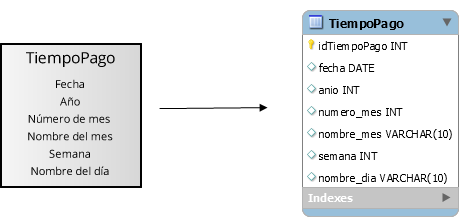 TiempoPago
Fecha
Año
Número de mes
Nombre del mes
Semana
Nombre del día
TiempoPago
idTiempoPago INT
fecha DATE
anio INT
numero_mes INT
nombre_mes VARCHAR(10)
semana INT
nombre_dia VARCHAR(10)
Indexes